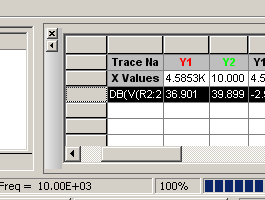 Trace Na Y1 Y2 Y1
X Values 4.5853K 10.000 4.5
DB(V(R2:2 36.901 39.899 -2.9
Freq = 10.00E+03 100%